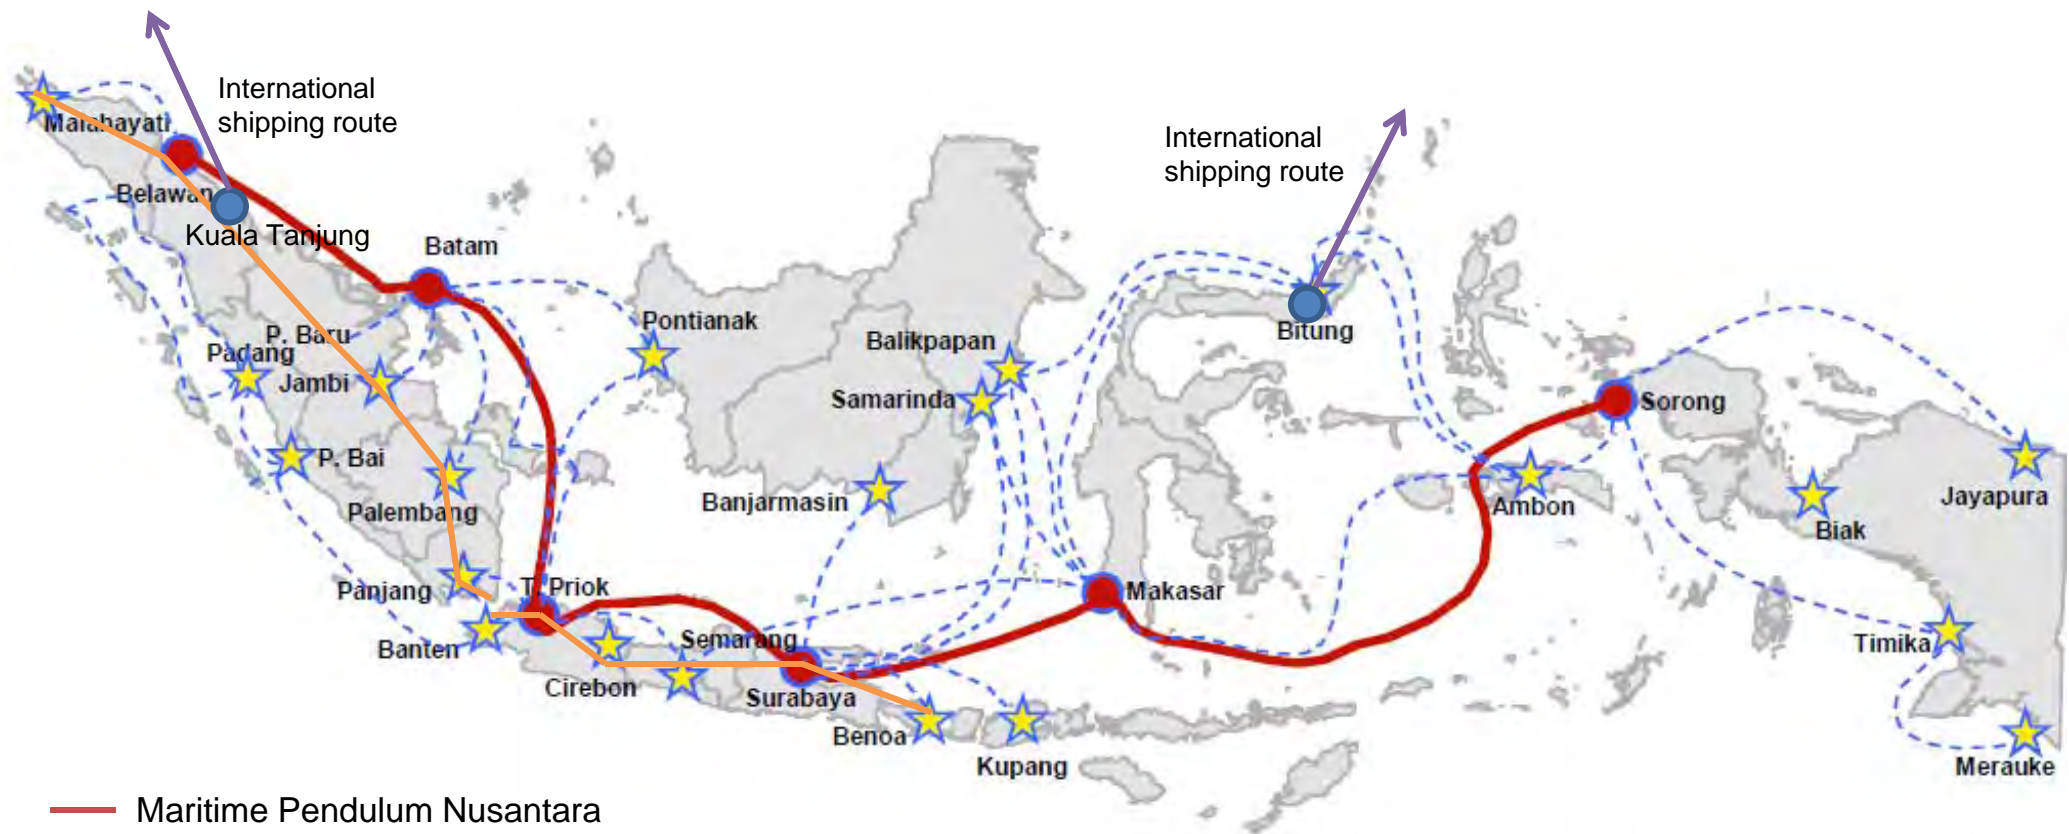 International
shipping route
International
shipping route
Malahayati
Belawan
Kuala Tanjung
Batam
Pontianak
Balikpapan
Bitung
P. Baru
Padang
Jambi
Samarinda
Sorong
P. Bai
Banjarmasin
Palembang
Ambon
Jayapura
Biak
Panjang
T. Priok
Makasar
Banten
Semarang
Timika
Cirebon
Surabaya
Benoa
Kupang
Merauke
Maritime Pendulum Nusantara